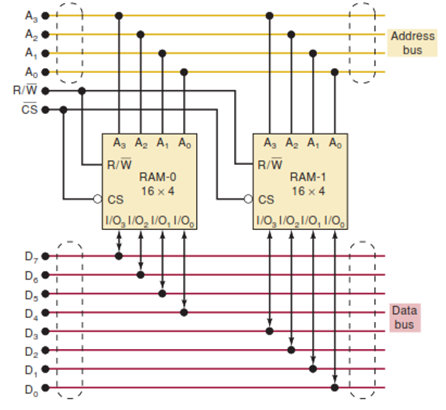 A₃
A₂
A₁
A₀
Address
bus
R/W̅
C̅S̅
A₃ A₂ A₁ A₀
R/W̅
RAM-0
16 × 4
CS
I/O₃ I/O₂ I/O₁ I/O₀
A₃ A₂ A₁ A₀
R/W̅
RAM-1
16 × 4
CS
I/O₃ I/O₂ I/O₁ I/O₀
D₇
D₆
D₅
D₄
D₃
D₂
D₁
D₀
Data
bus